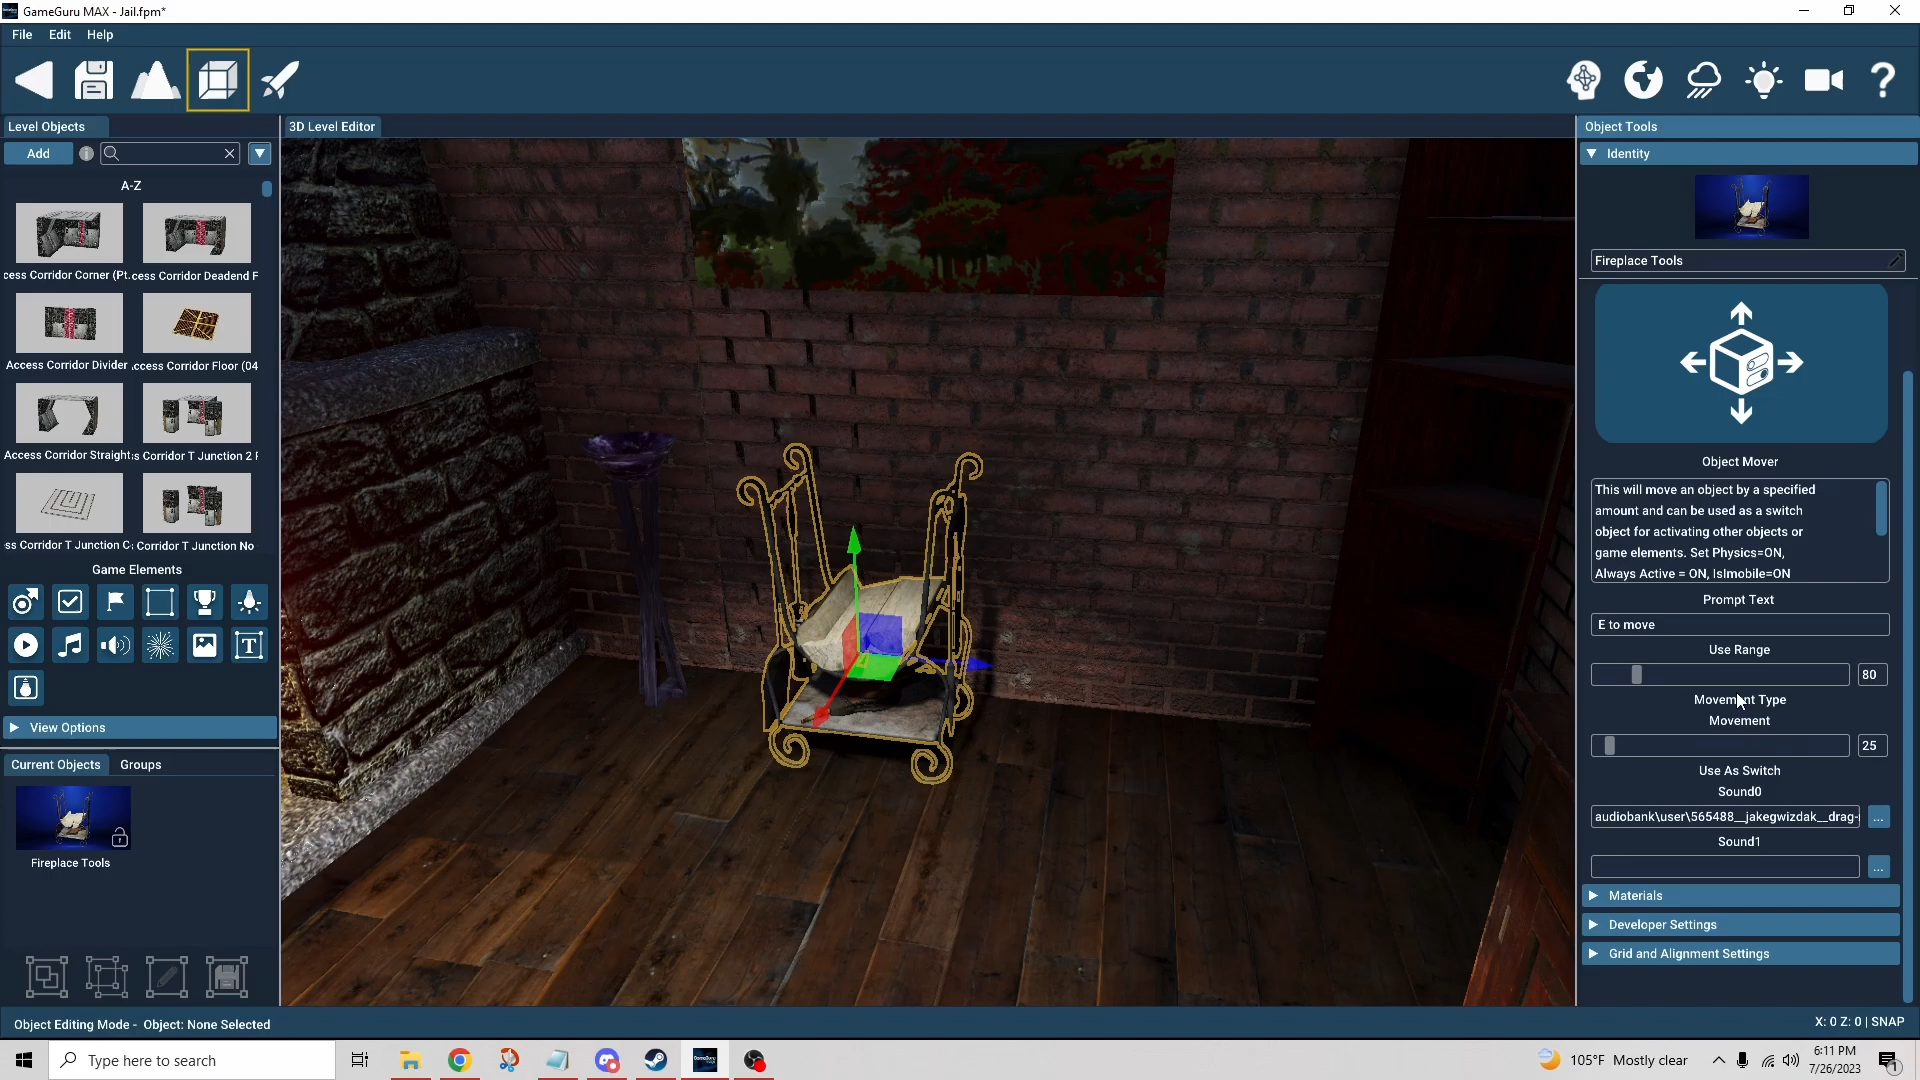 GameGuru MAX - Jail.fpm*
File Edit Help
Level Objects
3D Level Editor
Object Tools
Add
Identity
A-Z
cess Corridor Corner (Pt.
cess Corridor Deadend F
Fireplace Tools
Access Corridor Divider
ccess Corridor Floor (04
Access Corridor Straight
s Corridor T Junction 2 F
ss Corridor T Junction C
Corridor T Junction No
Object Mover
This will move an object by a specified
amount and can be used as a switch
object for activating other objects or
game elements. Set Physics=ON,
Always Active = ON, IsImobile=ON
Game Elements
Prompt Text
E to move
Use Range
80
Movement Type
Movement
25
Use As Switch
Sound0
audiobank\user\565488__jakegwizdak__drag-
...
Sound1
...
View Options
Current Objects Groups
Fireplace Tools
Materials
Developer Settings
Grid and Alignment Settings
Object Editing Mode - Object: None Selected
X: 0 Z: 0 | SNAP
Type here to search
105°F Mostly clear
6:11 PM
7/26/2023
1